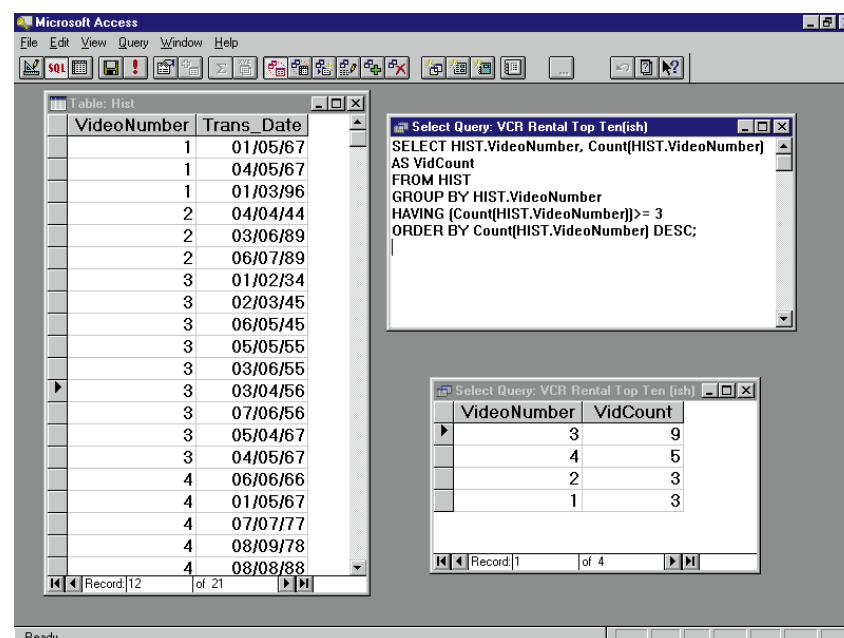 Microsoft Access
File Edit View Query Window Help
SQL
Table: Hist
VideoNumber Trans_Date
1 01/05/67
1 04/05/67
1 01/03/96
2 04/04/44
2 03/06/89
2 06/07/89
3 01/02/34
3 02/03/45
3 06/05/45
3 05/05/55
3 03/06/55
3 03/04/56
3 07/06/56
3 05/04/67
3 04/05/67
4 06/06/66
4 01/05/67
4 07/07/77
4 08/09/78
4 08/08/88
Record: 12 of 21
Select Query: VCR Rental Top Ten(ish)
SELECT HIST.VideoNumber, Count(HIST.VideoNumber)
AS VidCount
FROM HIST
GROUP BY HIST.VideoNumber
HAVING (Count(HIST.VideoNumber))>= 3
ORDER BY Count(HIST.VideoNumber) DESC;
Select Query: VCR Rental Top Ten (ish)
VideoNumber VidCount
3 9
4 5
2 3
1 3
Record: 1 of 4
Ready